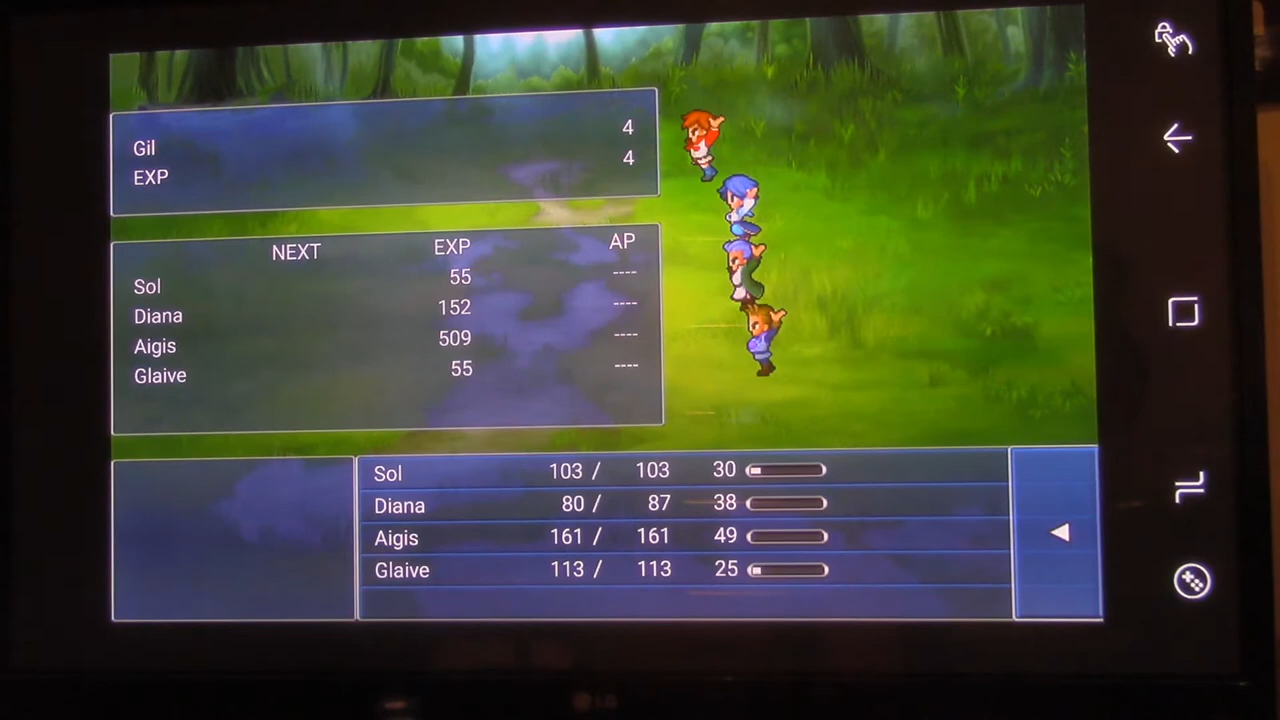 Gil 4
EXP 4
NEXT EXP AP
Sol 55 ----
Diana 152 ----
Aigis 509 ----
Glaive 55 ----
Sol 103 / 103 30
Diana 80 / 87 38
Aigis 161 / 161 49
Glaive 113 / 113 25
LG